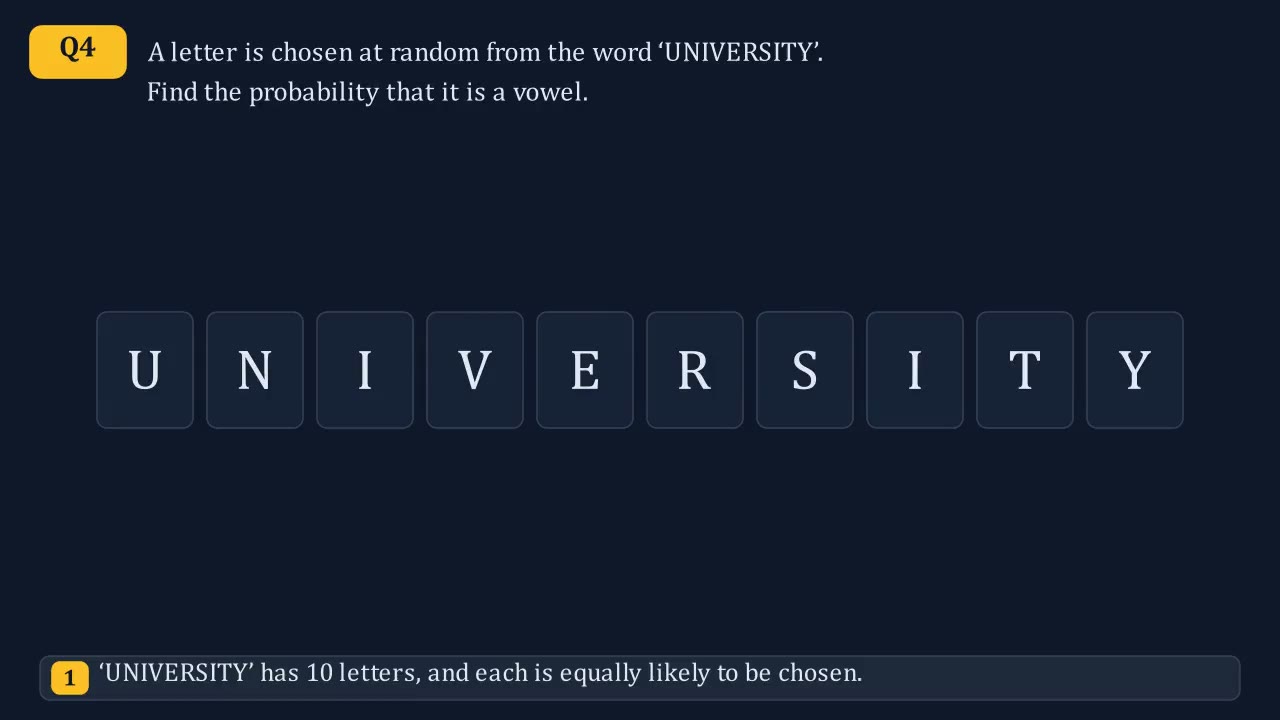 Q4
A letter is chosen at random from the word ‘UNIVERSITY’.
Find the probability that it is a vowel.
U N I V E R S I T Y
1 ‘UNIVERSITY’ has 10 letters, and each is equally likely to be chosen.